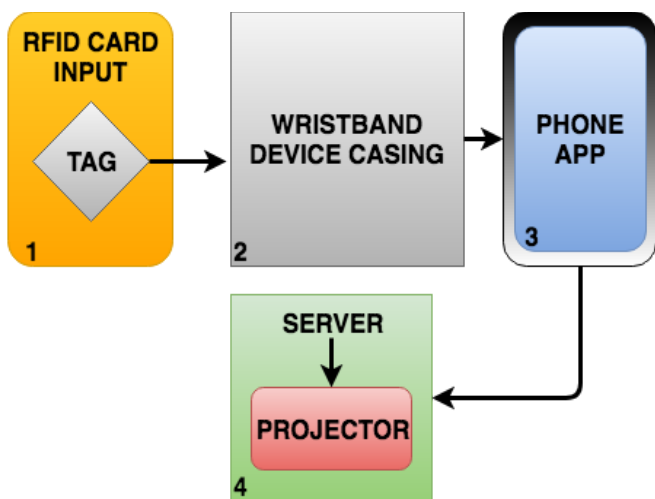 RFID CARD
INPUT
TAG
1
WRISTBAND
DEVICE CASING
2
PHONE
APP
3
SERVER
PROJECTOR
4